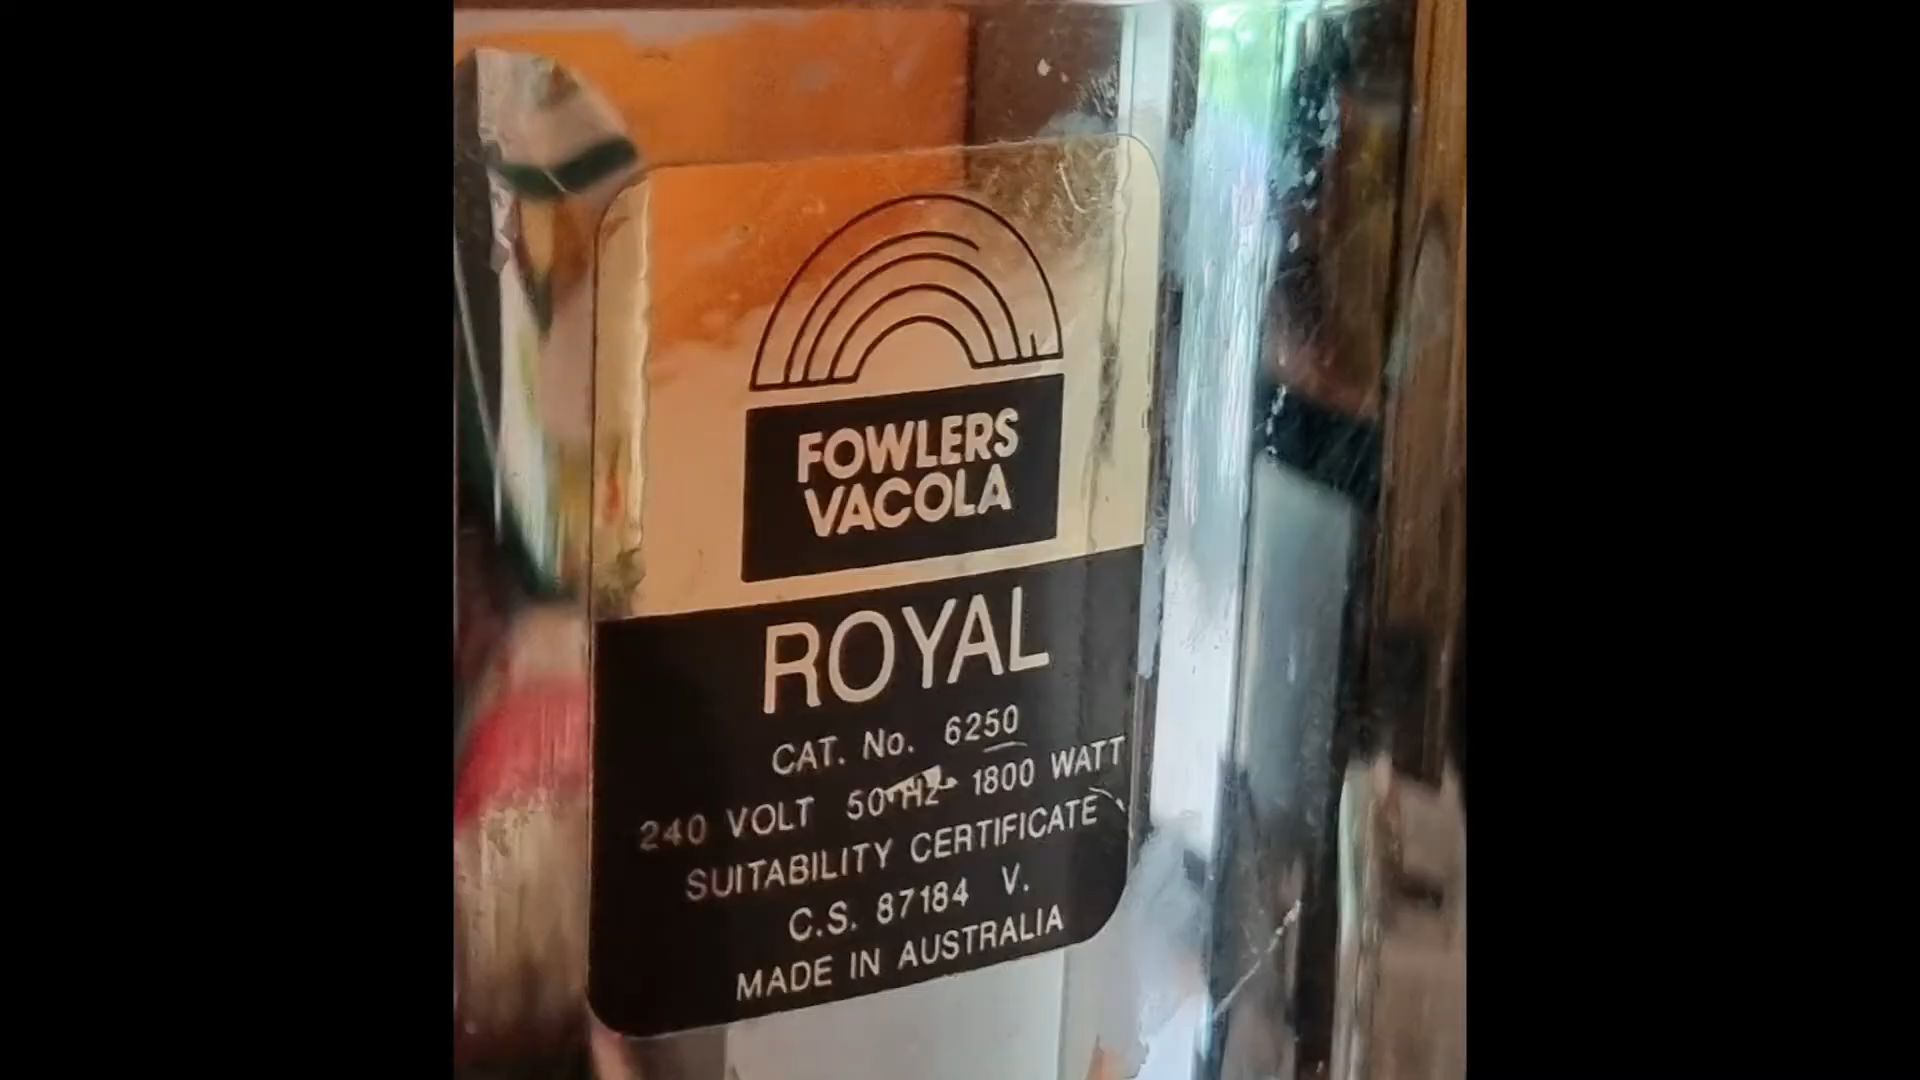 FOWLERS
VACOLA
ROYAL
CAT. No. 6250
240 VOLT 50 HZ 1800 WATT
SUITABILITY CERTIFICATE
C.S. 87184 V.
MADE IN AUSTRALIA